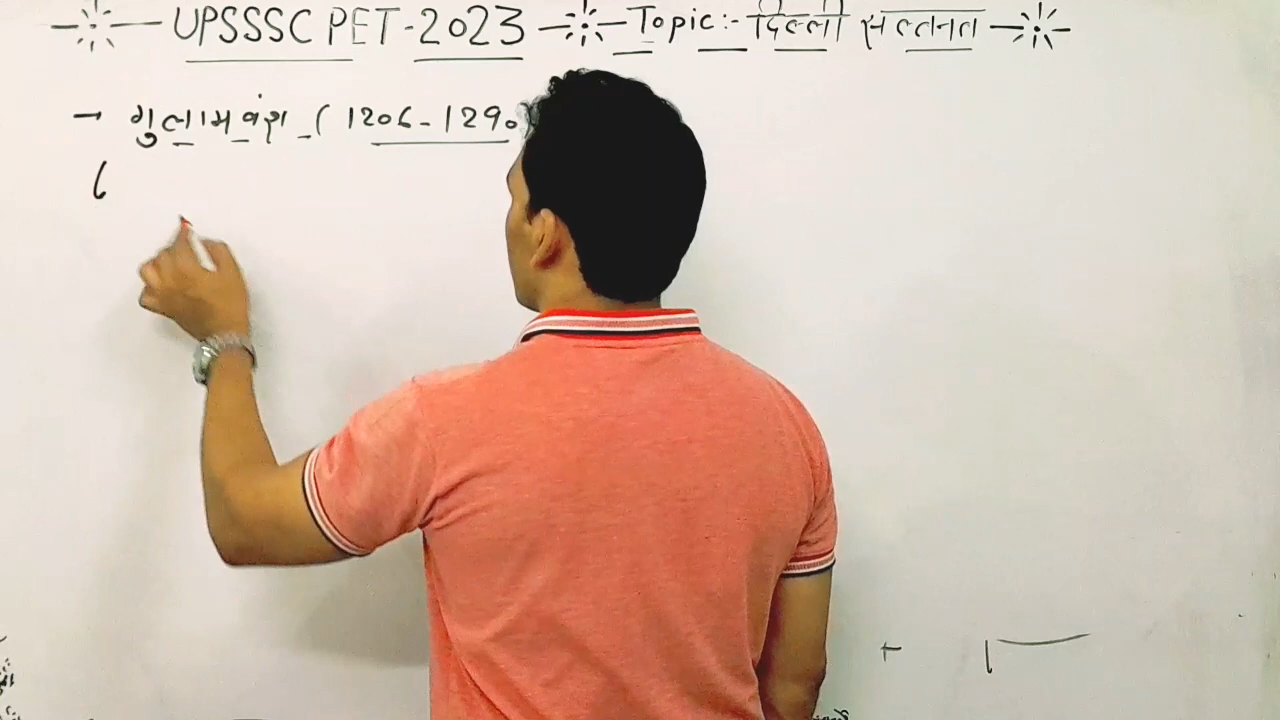 UPSSSC PET-2023 Topic:- दिल्ली सल्तनत
→ गुलाम वंश (1206-1290)
(